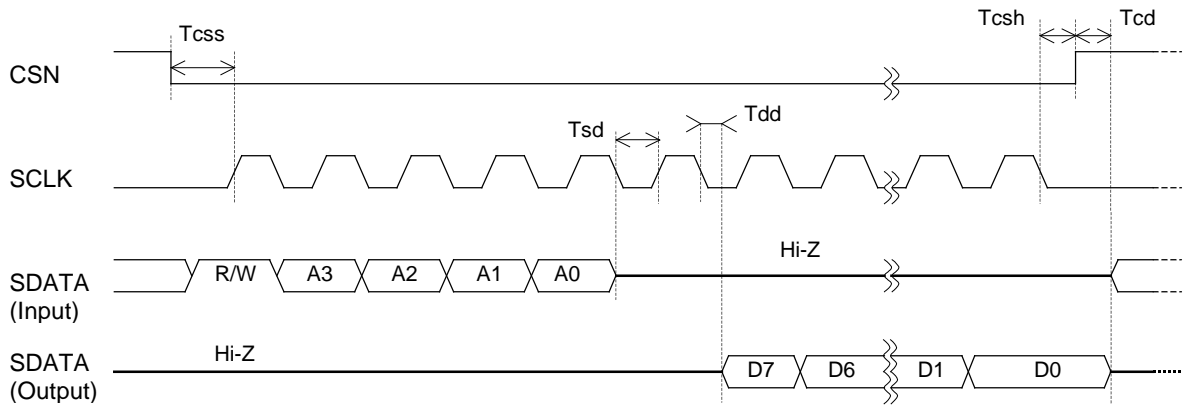 Tcss
Tcsh
Tcd
CSN
Tsd
Tdd
SCLK
SDATA
(Input)
R/W
A3
A2
A1
A0
Hi-Z
SDATA
(Output)
Hi-Z
D7
D6
D1
D0